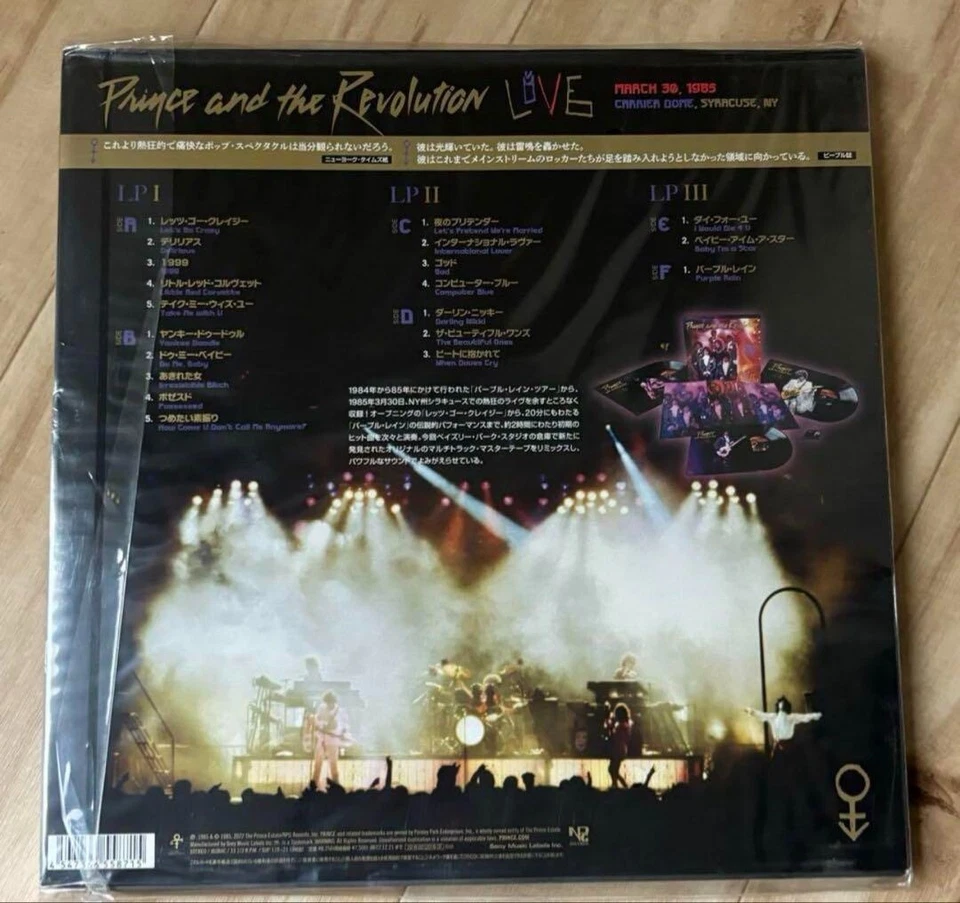 Prince and the Revolution LIVE
MARCH 30, 1985
CARRIER DOME, SYRACUSE, NY
これより熱狂的で痛快なポップ・スペクタクルは当分観られないだろう。
ニューヨーク・タイムズ紙
彼は光輝いていた。彼は雷鳴を轟かせた。
彼はこれまでメインストリームのロッカーたちが足を踏み入れようとしなかった領域に向かっている。
ピープル誌
LP I
SIDE A
1. レッツ・ゴー・クレイジー
Let's Go Crazy
2. デリリアス
Delirious
3. 1999
1999
4. リトル・レッド・コルヴェット
Little Red Corvette
5. テイク・ミー・ウィズ・ユー
Take Me With U
SIDE B
1. ヤンキー・ドゥードゥル
Yankee Doodle
2. ドゥ・ミー・ベイビー
Do Me, Baby
3. あきれた女
Irresistible Bitch
4. ポゼスド
Possessed
5. つめたい素振り
How Come U Don't Call Me Anymore?
LP II
SIDE C
1. 夜のプリテンダー
Let's Pretend We're Married
2. インターナショナル・ラヴァー
International Lover
3. ゴッド
God
4. コンピューター・ブルー
Computer Blue
SIDE D
1. ダーリン・ニッキー
Darling Nikki
2. ザ・ビューティフル・ワンズ
The Beautiful Ones
3. ビートに抱かれて
When Doves Cry
LP III
SIDE E
1. ダイ・フォー・ユー
I Would Die 4 U
2. ベイビー・アイム・ア・スター
Baby I'm a Star
SIDE F
1. パープル・レイン
Purple Rain
1984年から85年にかけて行われた「パープル・レイン・ツアー」から、
1985年3月30日、NY州シラキュースでの熱狂のライヴを余すところなく
収録!オープニングの「レッツ・ゴー・クレイジー」から、20分にもわたる
「パープル・レイン」の伝説的パフォーマンスまで、約2時間にわたり初期の
ヒット曲を次々と演奏。今回ペイズリー・パーク・スタジオの倉庫で新たに
発見されたオリジナルのマルチトラック・マスターテープをリミックスし、
パワフルなサウンドでよみがえらせている。
Prince and the Revolution
NPG
Sony Music Labels Inc.